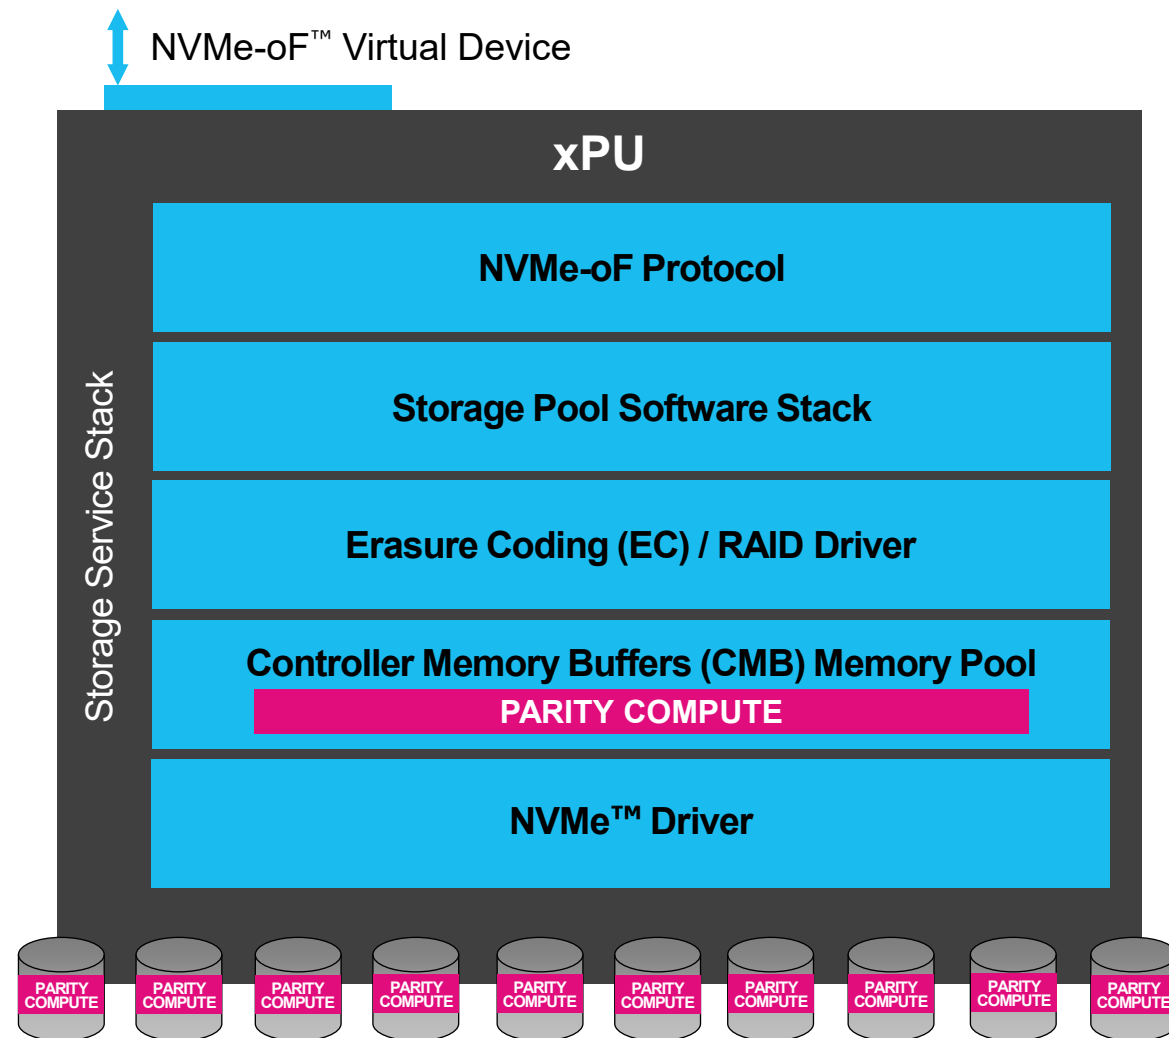 NVMe-oF™ Virtual Device
xPU
Storage Service Stack
NVMe-oF Protocol
Storage Pool Software Stack
Erasure Coding (EC) / RAID Driver
Controller Memory Buffers (CMB) Memory Pool
PARITY COMPUTE
NVMe™ Driver
PARITY
COMPUTE
PARITY
COMPUTE
PARITY
COMPUTE
PARITY
COMPUTE
PARITY
COMPUTE
PARITY
COMPUTE
PARITY
COMPUTE
PARITY
COMPUTE
PARITY
COMPUTE
PARITY
COMPUTE